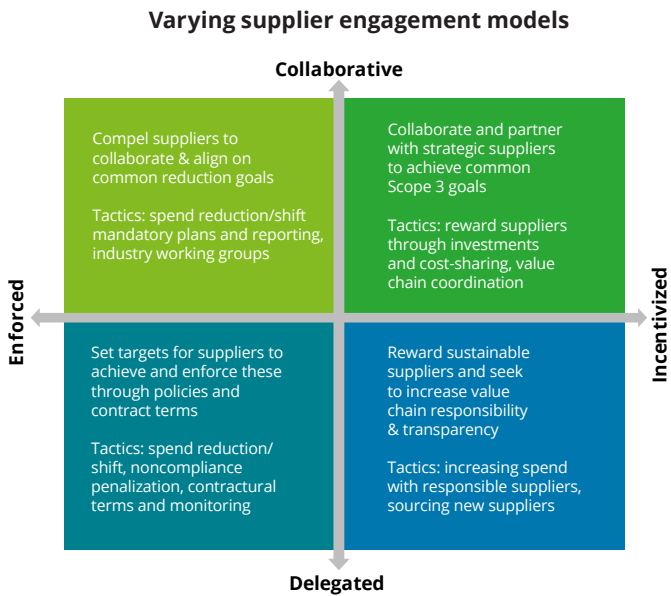 Varying supplier engagement models
Collaborative
Compel suppliers to
collaborate & align on
common reduction goals
Tactics: spend reduction/shift
mandatory plans and reporting,
industry working groups
Collaborate and partner
with strategic suppliers
to achieve common
Scope 3 goals
Tactics: reward suppliers
through investments
and cost-sharing, value
chain coordination
Enforced
Incentivized
Set targets for suppliers to
achieve and enforce these
through policies and
contract terms
Tactics: spend reduction/
shift, noncompliance
penalization, contractural
terms and monitoring
Reward sustainable
suppliers and seek
to increase value
chain responsibility
& transparency
Tactics: increasing spend
with responsible suppliers,
sourcing new suppliers
Delegated